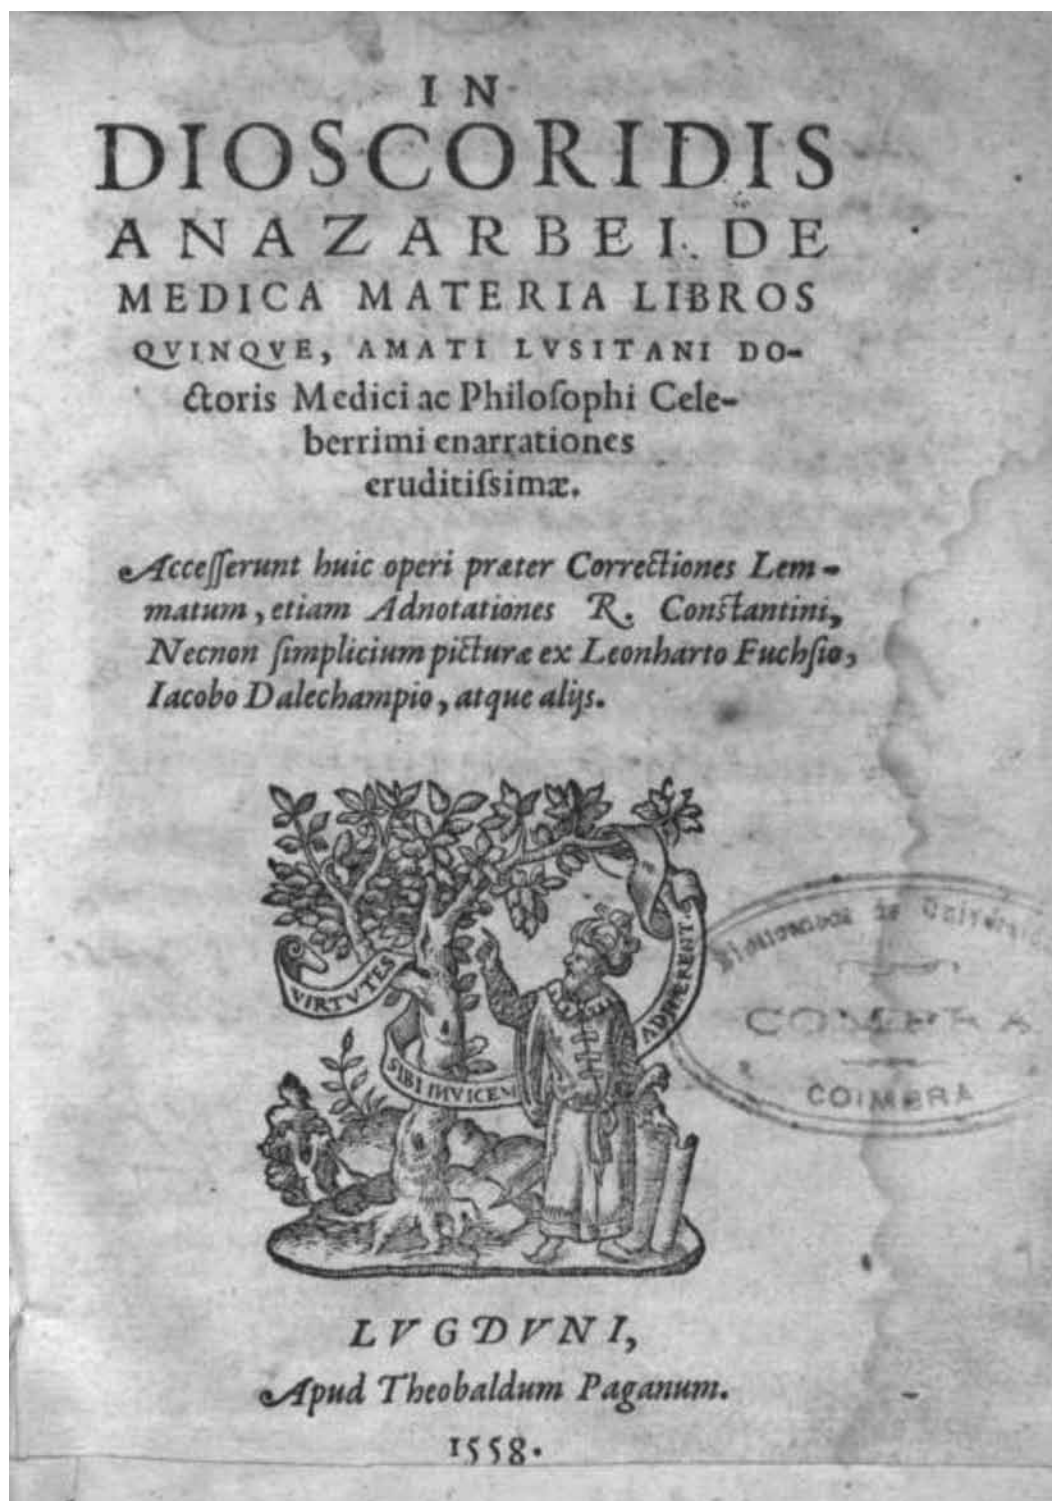 IN
DIOSCORIDIS
ANAZARBEI DE
MEDICA MATERIA LIBROS
QVINQVE, AMATI LVSITANI DO-
ctoris Medici ac Philoſophi Cele-
berrimi enarrationes
eruditiſsimæ.
Acceſſerunt huic operi præter Correctiones Lem-
matum, etiam Adnotationes R. Conſtantini,
Necnon ſimplicium picturæ ex Leonharto Fuchſio,
Iacobo Dalechampio, atque alijs.
VIRTVTES
SIBI INVICEM
ADHÆRENT.
de
COIMBRA
LVGDVNI,
Apud Theobaldum Paganum.
1558.